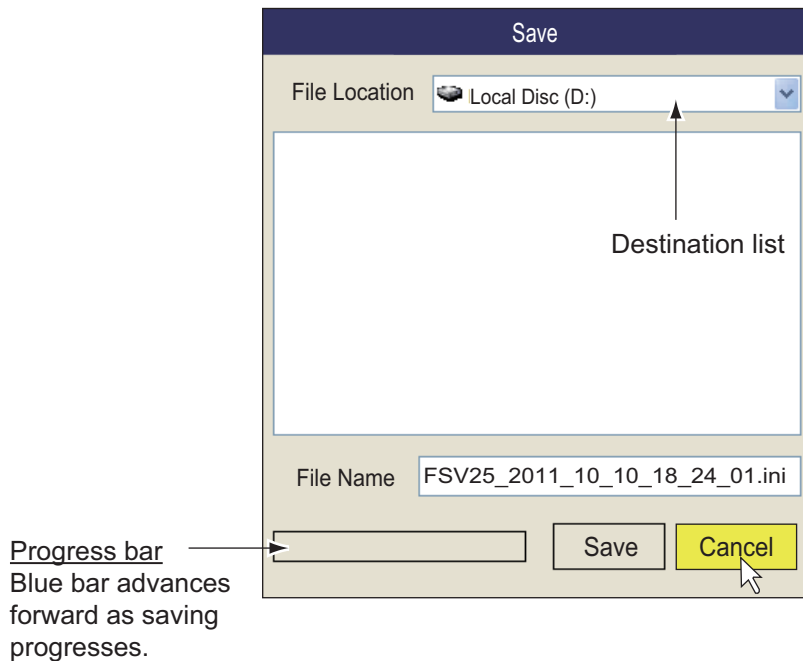 Save
File Location
Local Disc (D:)
Destination list
File Name
FSV25_2011_10_10_18_24_01.ini
Save
Cancel
Progress bar
Blue bar advances
forward as saving
progresses.